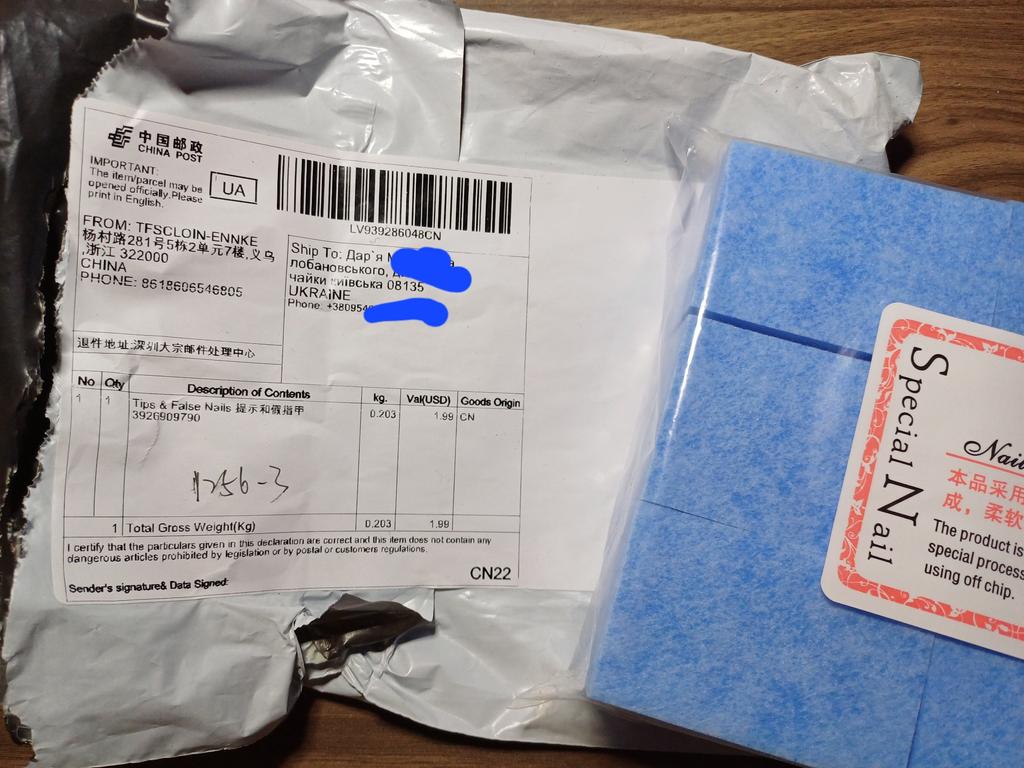 中国邮政
CHINA POST
IMPORTANT:
The item/parcel may be
opened officially.Please
print in English.
UA
LV939286048CN
FROM: TFSCLOIN-ENNKE
杨村路281号5栋2单元7楼,义乌
,浙江 322000
CHINA
PHONE: 8618606546805
退件地址:深圳大宗邮件处理中心
Ship To: Дар`я
лобановського,
чайки київська 08135
UKRAiNE
Phone: +38095
No Qty Description of Contents kg. Val(USD) Goods Origin
1 1 Tips & False Nails 提示和假指甲 0.203 1.99 CN
3926909790
1256-3
1 Total Gross Weight(Kg) 0.203 1.99
I certify that the particulars given in this declaration are correct and this item does not contain any
dangerous articles prohibited by legislation or by postal or customers regulations.
Sender's signature& Data Signed:
CN22
Special Nail
Nail
本品采用
成，柔软
The product is
special process
using off chip.